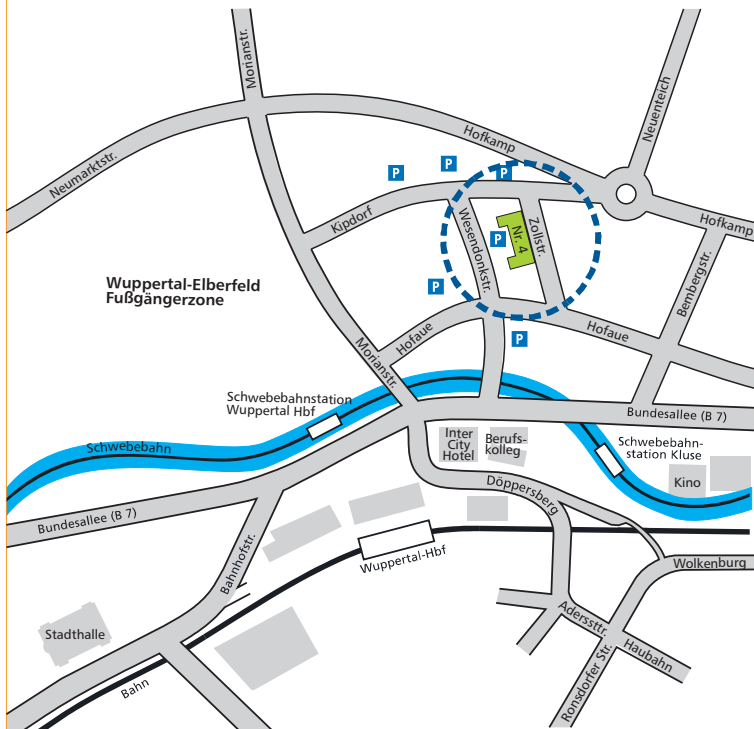 Morianstr.
Neuenteich
Hofkamp
Neumarktstr.
P
P
P
Kipdorf
Wesendonkstr.
P
Nr. 4
Zollstr.
Hofkamp
Bembergstr.
Wuppertal-Elberfeld
Fußgängerzone
P
Hofaue
Hofaue
P
Morianstr.
Schwebebahnstation
Wuppertal Hbf
Bundesallee (B 7)
Schwebebahn
Inter
City
Hotel
Berufs-
kolleg
Schwebebahn-
station Kluse
Kino
Döppersberg
Bundesallee (B 7)
Bahnhofstr.
Wuppertal-Hbf
Wolkenburg
Stadthalle
Aderssttr.
Haubahn
Ronsdorfer Str.
Bahn